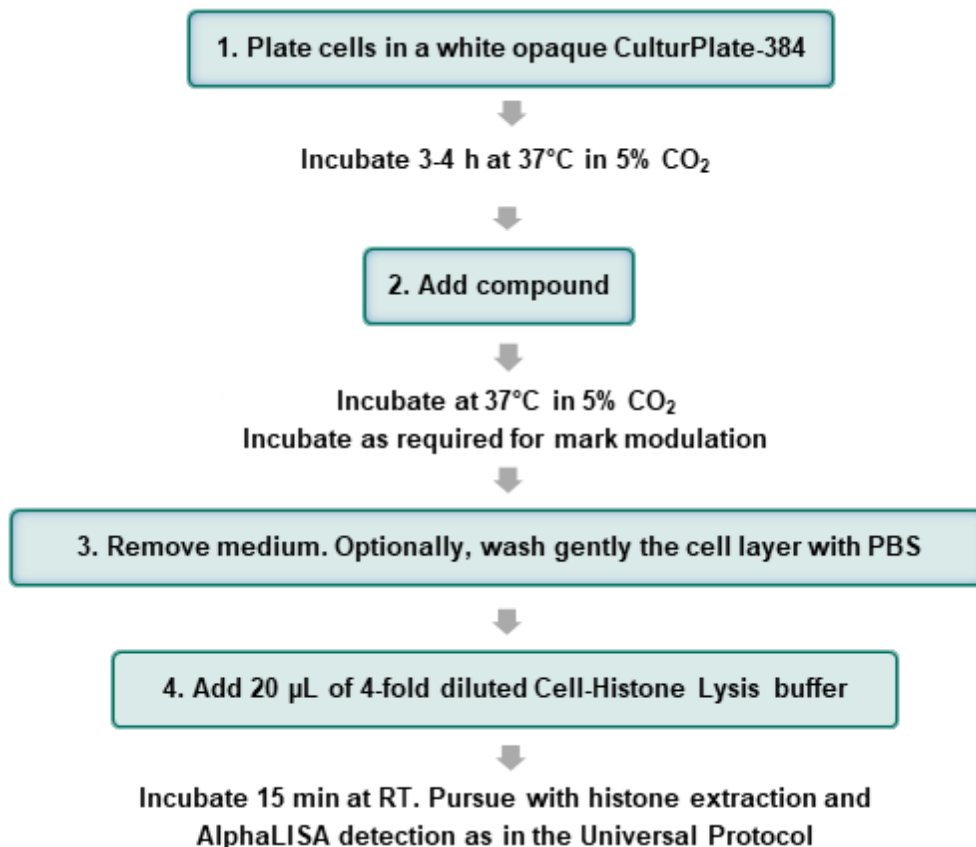 1. Plate cells in a white opaque CulturPlate-384
Incubate 3-4 h at 37°C in 5% CO₂
2. Add compound
Incubate at 37°C in 5% CO₂
Incubate as required for mark modulation
3. Remove medium. Optionally, wash gently the cell layer with PBS
4. Add 20 µL of 4-fold diluted Cell-Histone Lysis buffer
Incubate 15 min at RT. Pursue with histone extraction and
AlphaLISA detection as in the Universal Protocol